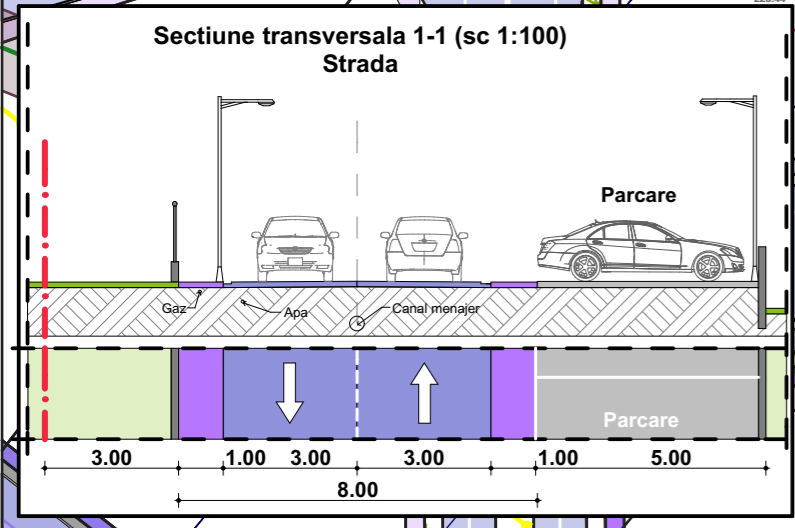 Sectiune transversala 1-1 (sc 1:100)
Strada
Parcare
Gaz
Apa
Canal menajer
Parcare
3.00 1.00 3.00 3.00 1.00 5.00
8.00